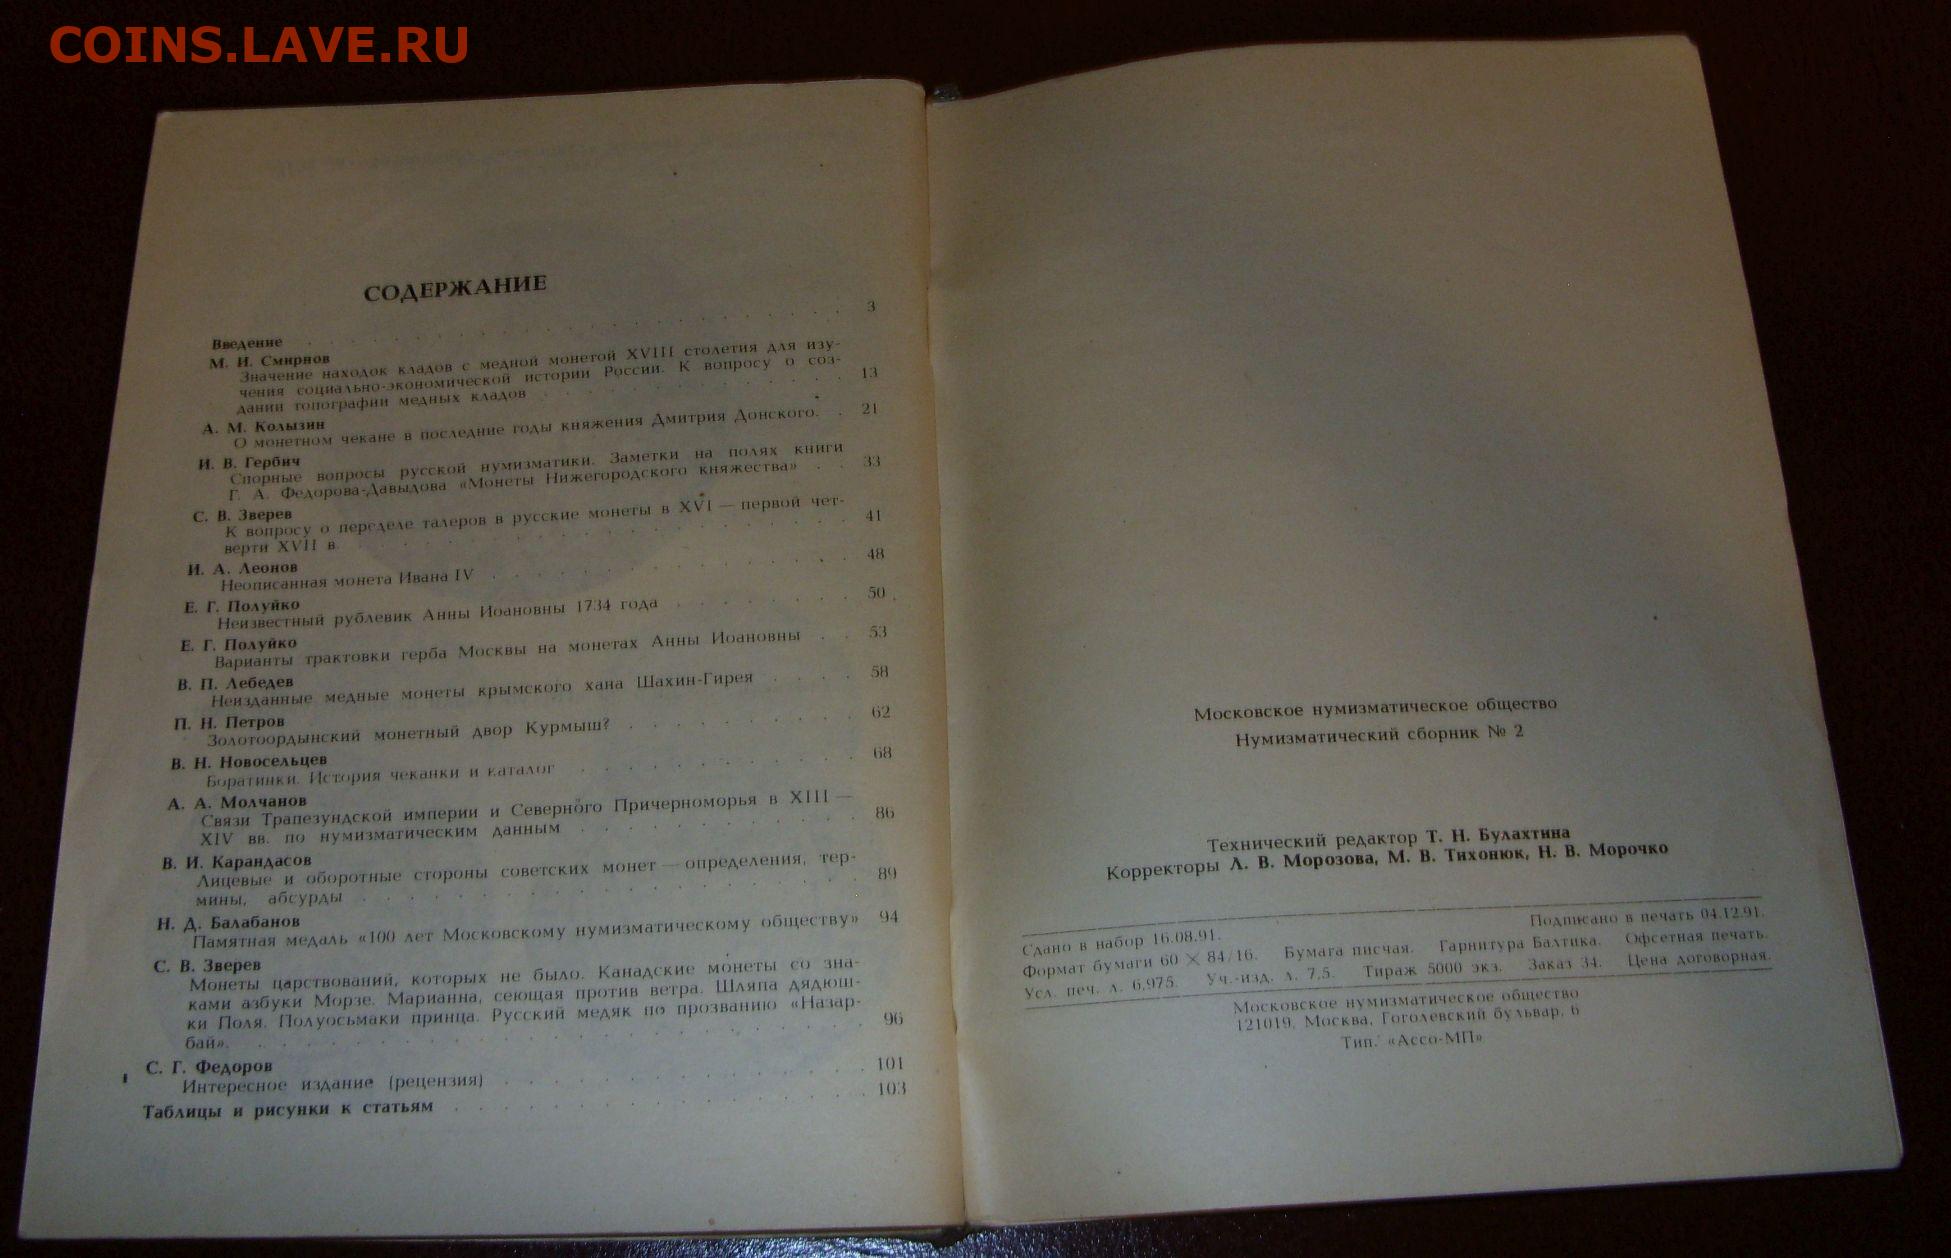 COINS.LAVE.RU
СОДЕРЖАНИЕ
Введение 3
М. И. Смирнов
Значение находок кладов с медной монетой XVIII столетия для изу-
чения социально-экономической истории России. К вопросу о соз-
дании топографии медных кладов 13
А. М. Колызин
О монетном чекане в последние годы княжения Дмитрия Донского. 21
И. В. Гербич
Спорные вопросы русской нумизматики. Заметки на полях книги
Г. А. Федорова-Давыдова «Монеты Нижегородского княжества» 33
С. В. Зверев
К вопросу о переделе талеров в русские монеты в XVI — первой чет-
верти XVII в 41
И. А. Леонов
Неописанная монета Ивана IV 48
Е. Г. Полуйко
Неизвестный рублевик Анны Иоановны 1734 года 50
Е. Г. Полуйко
Варианты трактовки герба Москвы на монетах Анны Иоановны 53
В. П. Лебедев
Неизданные медные монеты крымского хана Шахин-Гирея 58
П. Н. Петров
Золотоордынский монетный двор Курмыш? 62
В. Н. Новосельцев
Боратинки. История чеканки и каталог 68
А. А. Молчанов
Связи Трапезундской империи и Северного Причерноморья в XIII —
XIV вв. по нумизматическим данным 86
В. И. Карандасов
Лицевые и оборотные стороны советских монет — определения, тер-
мины, абсурды 89
Н. Д. Балабанов
Памятная медаль «100 лет Московскому нумизматическому обществу» 94
С. В. Зверев
Монеты царствований, которых не было. Канадские монеты со зна-
ками азбуки Морзе. Марианна, сеющая против ветра. Шляпа дядюш-
ки Поля. Полуосьмаки принца. Русский медяк по прозванию «Назар-
бай». 96
С. Г. Федоров
Интересное издание (рецензия) 101
Таблицы и рисунки к статьям 103
Московское нумизматическое общество
Нумизматический сборник № 2
Технический редактор Т. Н. Булахтина
Корректоры Л. В. Морозова, М. В. Тихонюк, Н. В. Морочко
Сдано в набор 16.08.91. Подписано в печать 04.12.91.
Формат бумаги 60 × 84/16. Бумага писчая. Гарнитура Балтика. Офсетная печать.
Усл. печ. л. 6,975. Уч.-изд. л. 7,5. Тираж 5000 экз. Заказ 34. Цена договорная.
Московское нумизматическое общество
121019, Москва, Гоголевский бульвар, 6
Тип. «Ассо-МП»